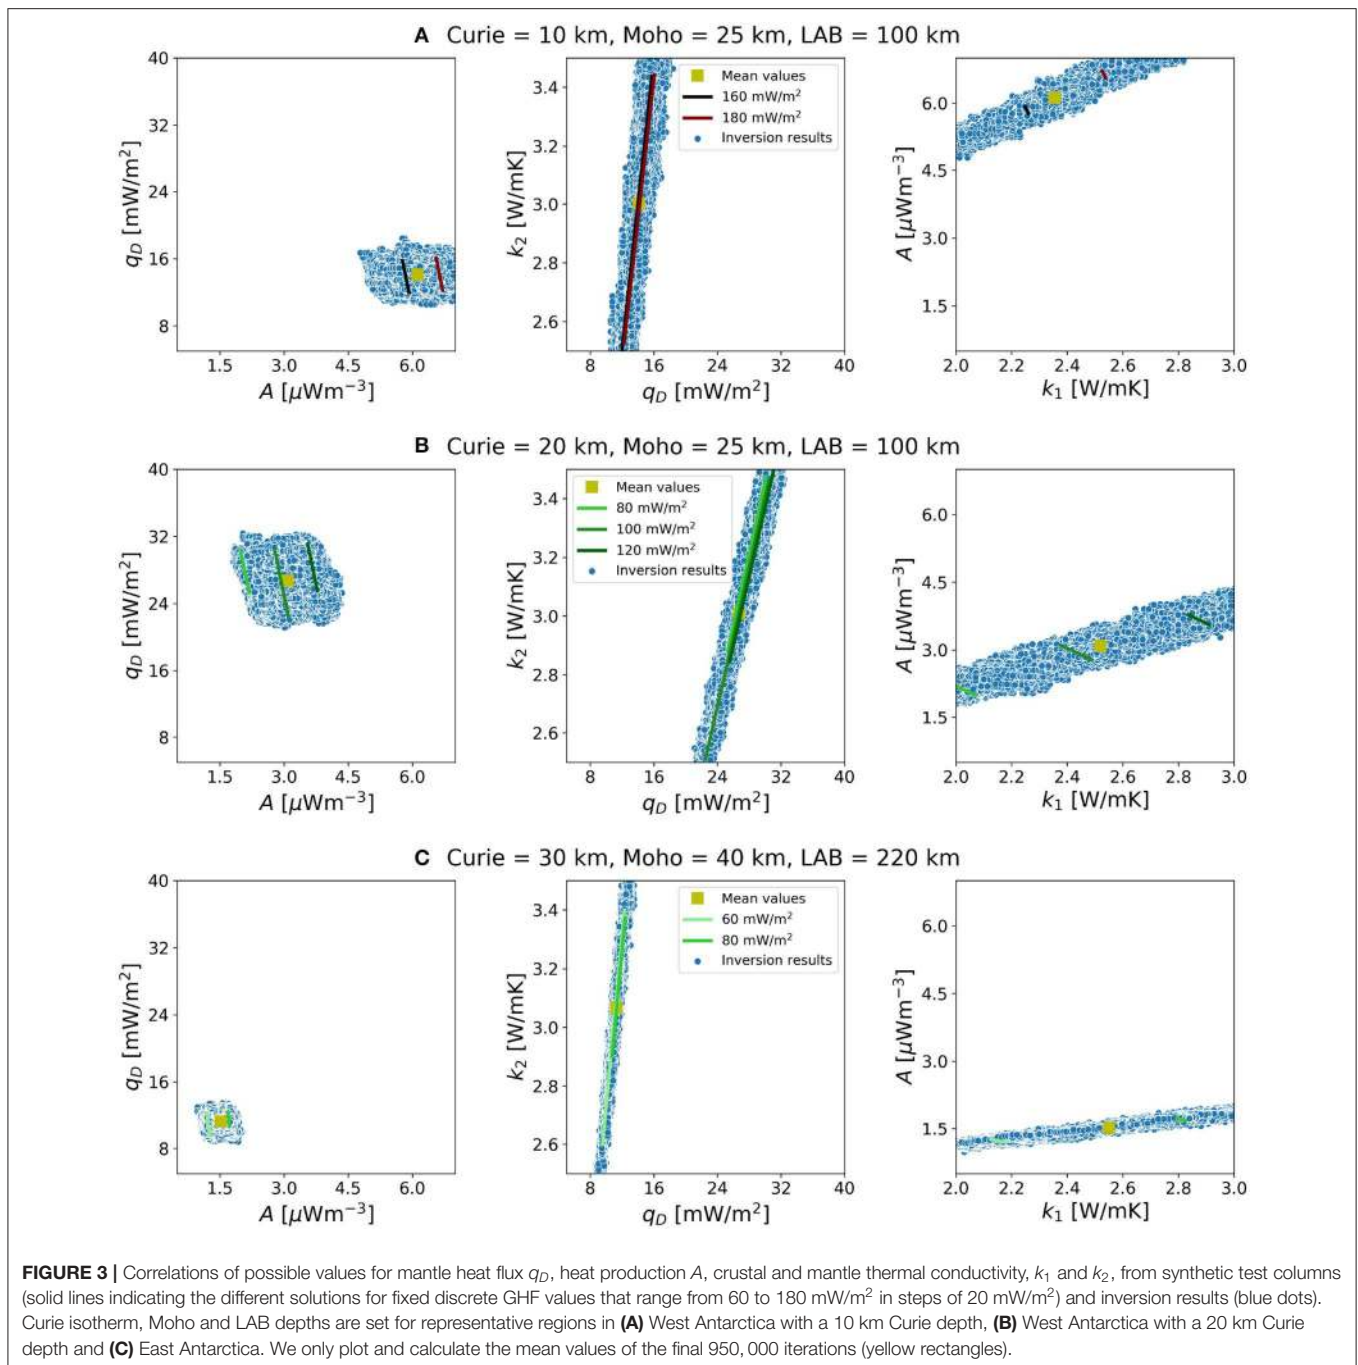 A Curie = 10 km, Moho = 25 km, LAB = 100 km
40
32
24
16
8
q_D [mW/m²]
1.5 3.0 4.5 6.0
A [μWm⁻³]
3.4
3.2
3.0
2.8
2.6
k₂ [W/mK]
8 16 24 32 40
q_D [mW/m²]
Mean values
160 mW/m²
180 mW/m²
Inversion results
6.0
4.5
3.0
1.5
A [μWm⁻³]
2.0 2.2 2.4 2.6 2.8 3.0
k₁ [W/mK]
B Curie = 20 km, Moho = 25 km, LAB = 100 km
40
32
24
16
8
q_D [mW/m²]
1.5 3.0 4.5 6.0
A [μWm⁻³]
3.4
3.2
3.0
2.8
2.6
k₂ [W/mK]
8 16 24 32 40
q_D [mW/m²]
Mean values
80 mW/m²
100 mW/m²
120 mW/m²
Inversion results
6.0
4.5
3.0
1.5
A [μWm⁻³]
2.0 2.2 2.4 2.6 2.8 3.0
k₁ [W/mK]
C Curie = 30 km, Moho = 40 km, LAB = 220 km
40
32
24
16
8
q_D [mW/m²]
1.5 3.0 4.5 6.0
A [μWm⁻³]
3.4
3.2
3.0
2.8
2.6
k₂ [W/mK]
8 16 24 32 40
q_D [mW/m²]
Mean values
60 mW/m²
80 mW/m²
Inversion results
6.0
4.5
3.0
1.5
A [μWm⁻³]
2.0 2.2 2.4 2.6 2.8 3.0
k₁ [W/mK]
FIGURE 3 | Correlations of possible values for mantle heat flux q_D, heat production A, crustal and mantle thermal conductivity, k₁ and k₂, from synthetic test columns
(solid lines indicating the different solutions for fixed discrete GHF values that range from 60 to 180 mW/m² in steps of 20 mW/m²) and inversion results (blue dots).
Curie isotherm, Moho and LAB depths are set for representative regions in (A) West Antarctica with a 10 km Curie depth, (B) West Antarctica with a 20 km Curie
depth and (C) East Antarctica. We only plot and calculate the mean values of the final 950, 000 iterations (yellow rectangles).